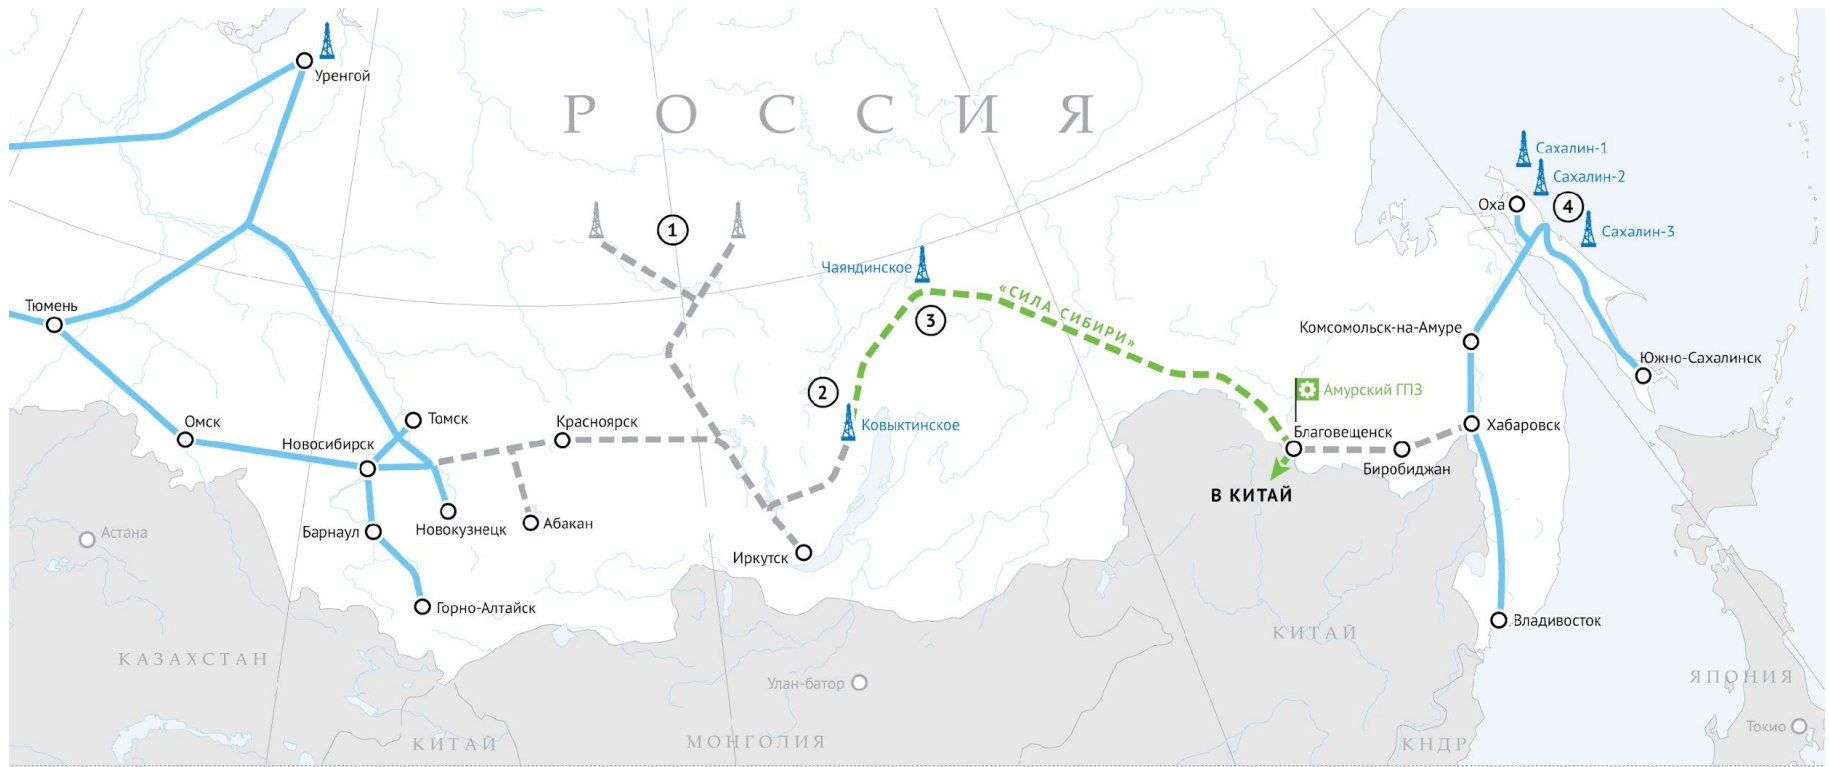 Уренгой
РОССИЯ
Сахалин-1
Сахалин-2
Оха
4
1
Сахалин-3
Чаяндинское
«СИЛА СИБИРИ»
Тюмень
3
Комсомольск-на-Амуре
Южно-Сахалинск
2
Амурский ГПЗ
Омск
Томск
Красноярск
Ковыктинское
Хабаровск
Новосибирск
Благовещенск
Биробиджан
В КИТАЙ
Астана
Барнаул
Новокузнецк
Абакан
Иркутск
Горно-Алтайск
Владивосток
КИТАЙ
КАЗАХСТАН
Улан-батор
ЯПОНИЯ
Токио
КИТАЙ
МОНГОЛИЯ
КНДР